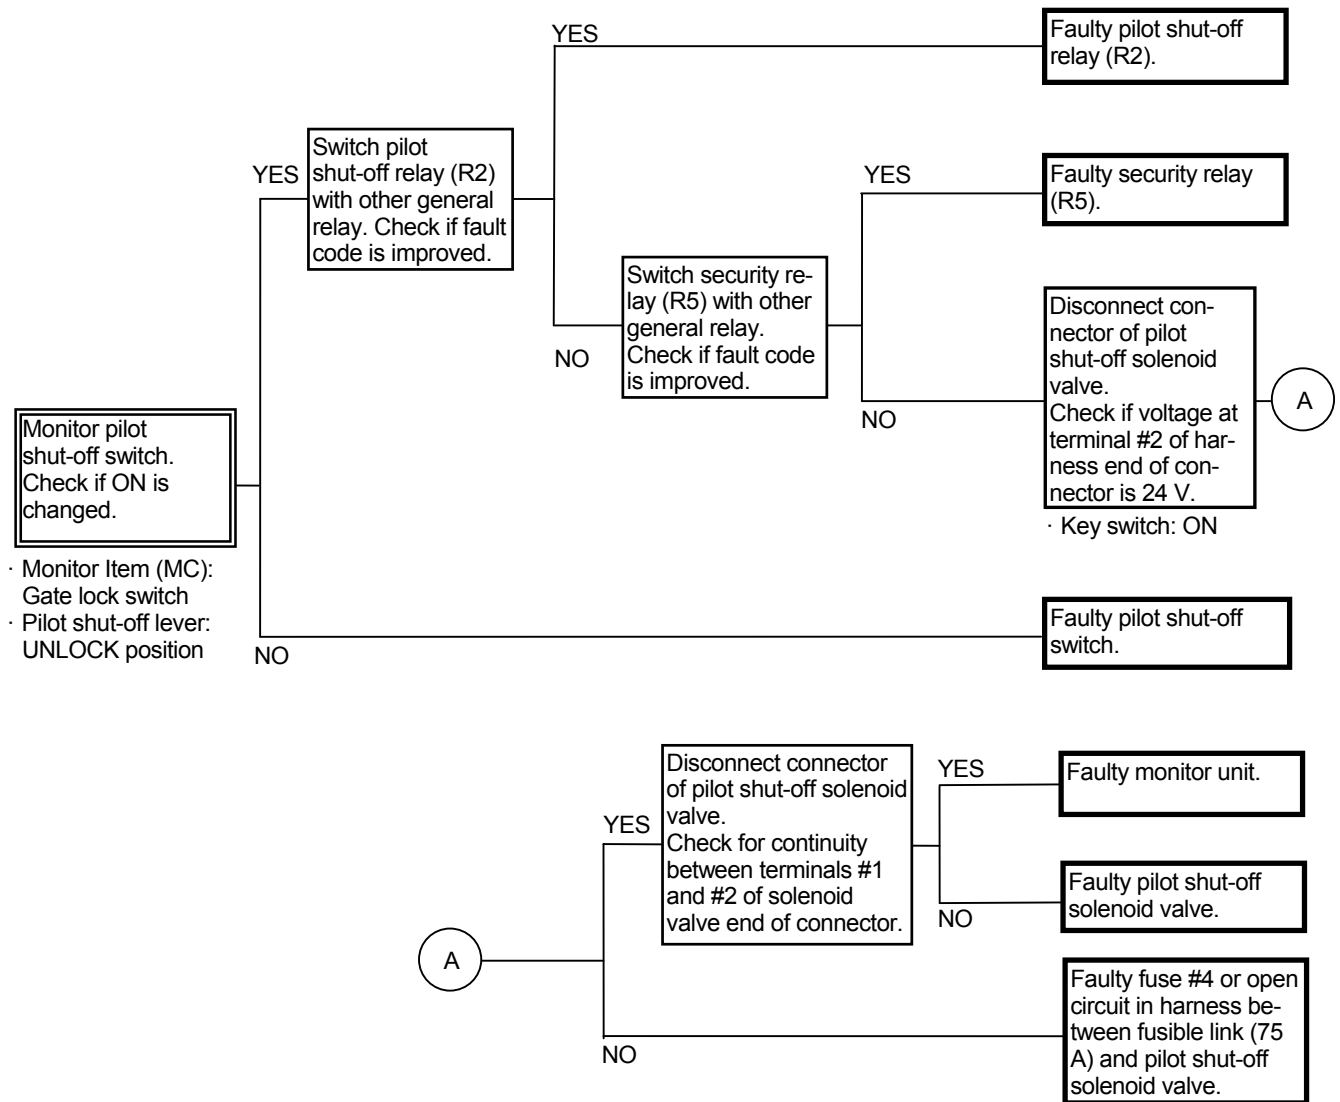 YES
Faulty pilot shut-off
relay (R2).
YES
Switch pilot
shut-off relay (R2)
with other general
relay. Check if fault
code is improved.
YES
Faulty security relay
(R5).
NO
Switch security re-
lay (R5) with other
general relay.
Check if fault code
is improved.
NO
Disconnect con-
nector of pilot
shut-off solenoid
valve.
Check if voltage at
terminal #2 of har-
ness end of con-
nector is 24 V.
· Key switch: ON
A
Monitor pilot
shut-off switch.
Check if ON is
changed.
· Monitor Item (MC):
Gate lock switch
· Pilot shut-off lever:
UNLOCK position
NO
Faulty pilot shut-off
switch.
A
YES
Disconnect connector
of pilot shut-off solenoid
valve.
Check for continuity
between terminals #1
and #2 of solenoid
valve end of connector.
YES
Faulty monitor unit.
NO
Faulty pilot shut-off
solenoid valve.
NO
Faulty fuse #4 or open
circuit in harness be-
tween fusible link (75
A) and pilot shut-off
solenoid valve.